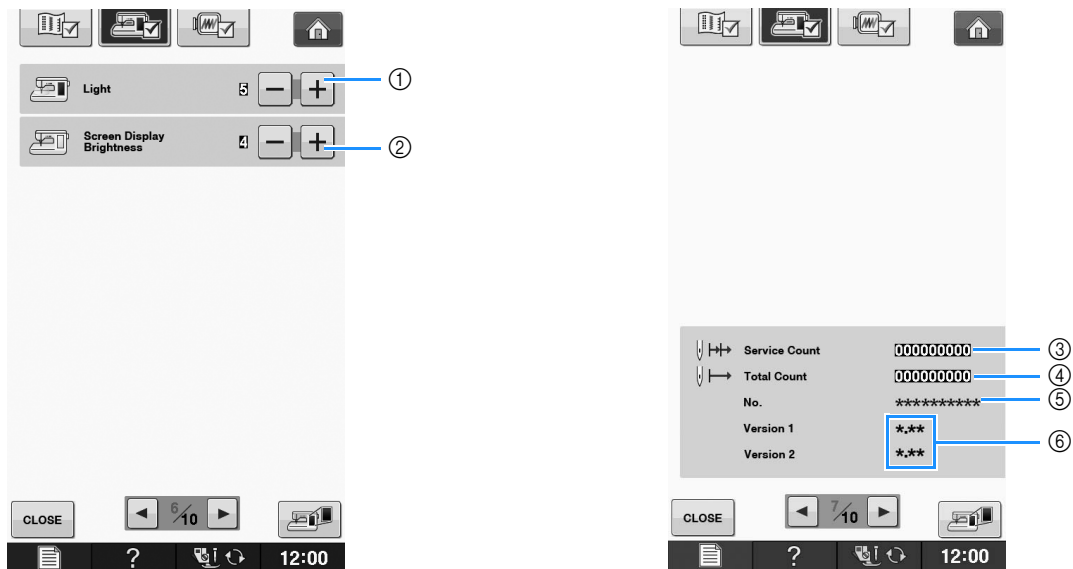 Light 5 − + ①
Screen Display
Brightness 4 − + ②
CLOSE 6/10
? 12:00
Service Count 000000000 ③
Total Count 000000000 ④
No. ********** ⑤
Version 1 *.**
Version 2 *.** ⑥
CLOSE 7/10
? 12:00